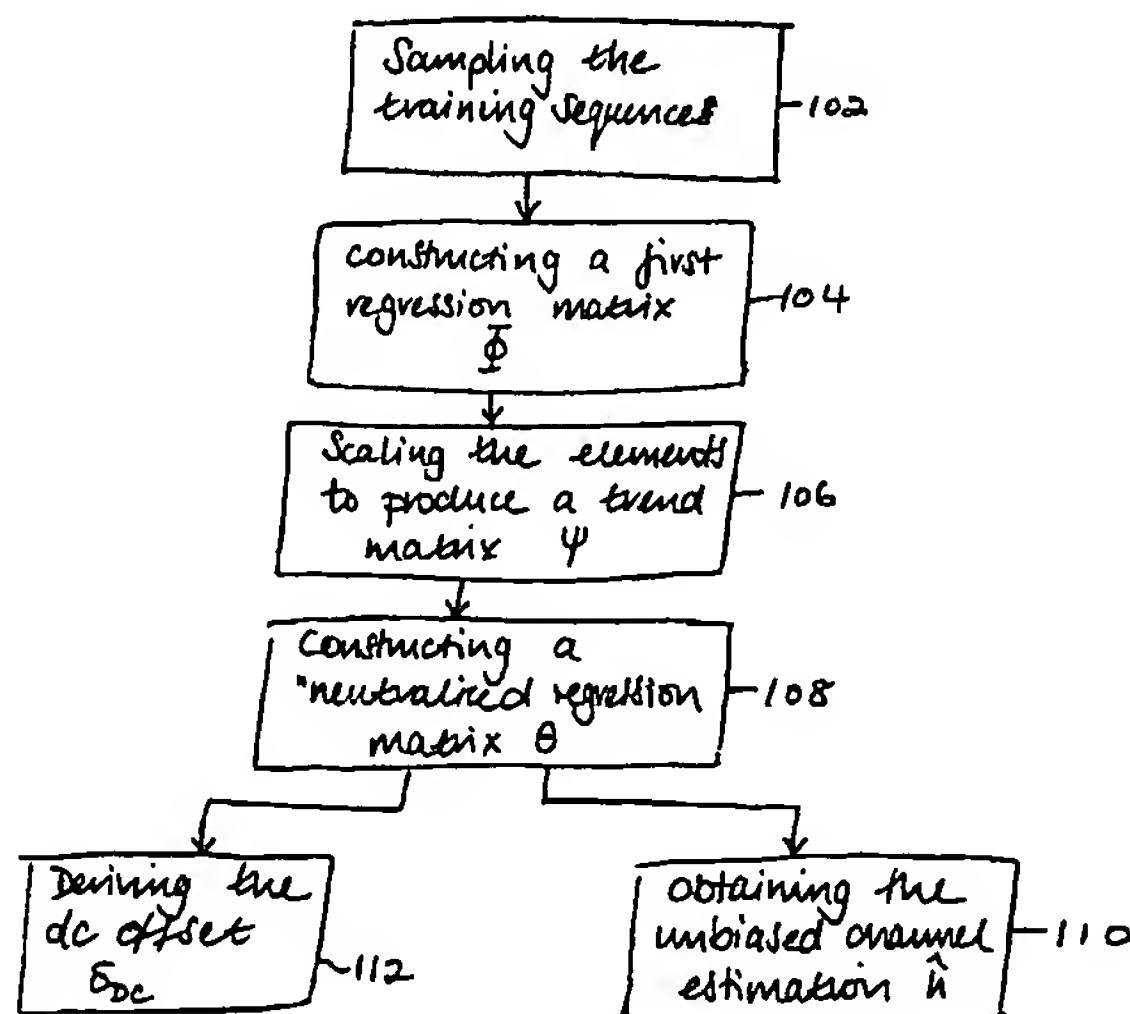 Sampling the
training sequences
102
constructing a first
regression matrix
Φ
104
Scaling the elements
to produce a trend
matrix ψ
106
Constructing a
"neutralized regression
matrix θ
108
Deriving the
dc offset
δDC
112
obtaining the
unbiased channel
estimation ĥ
110